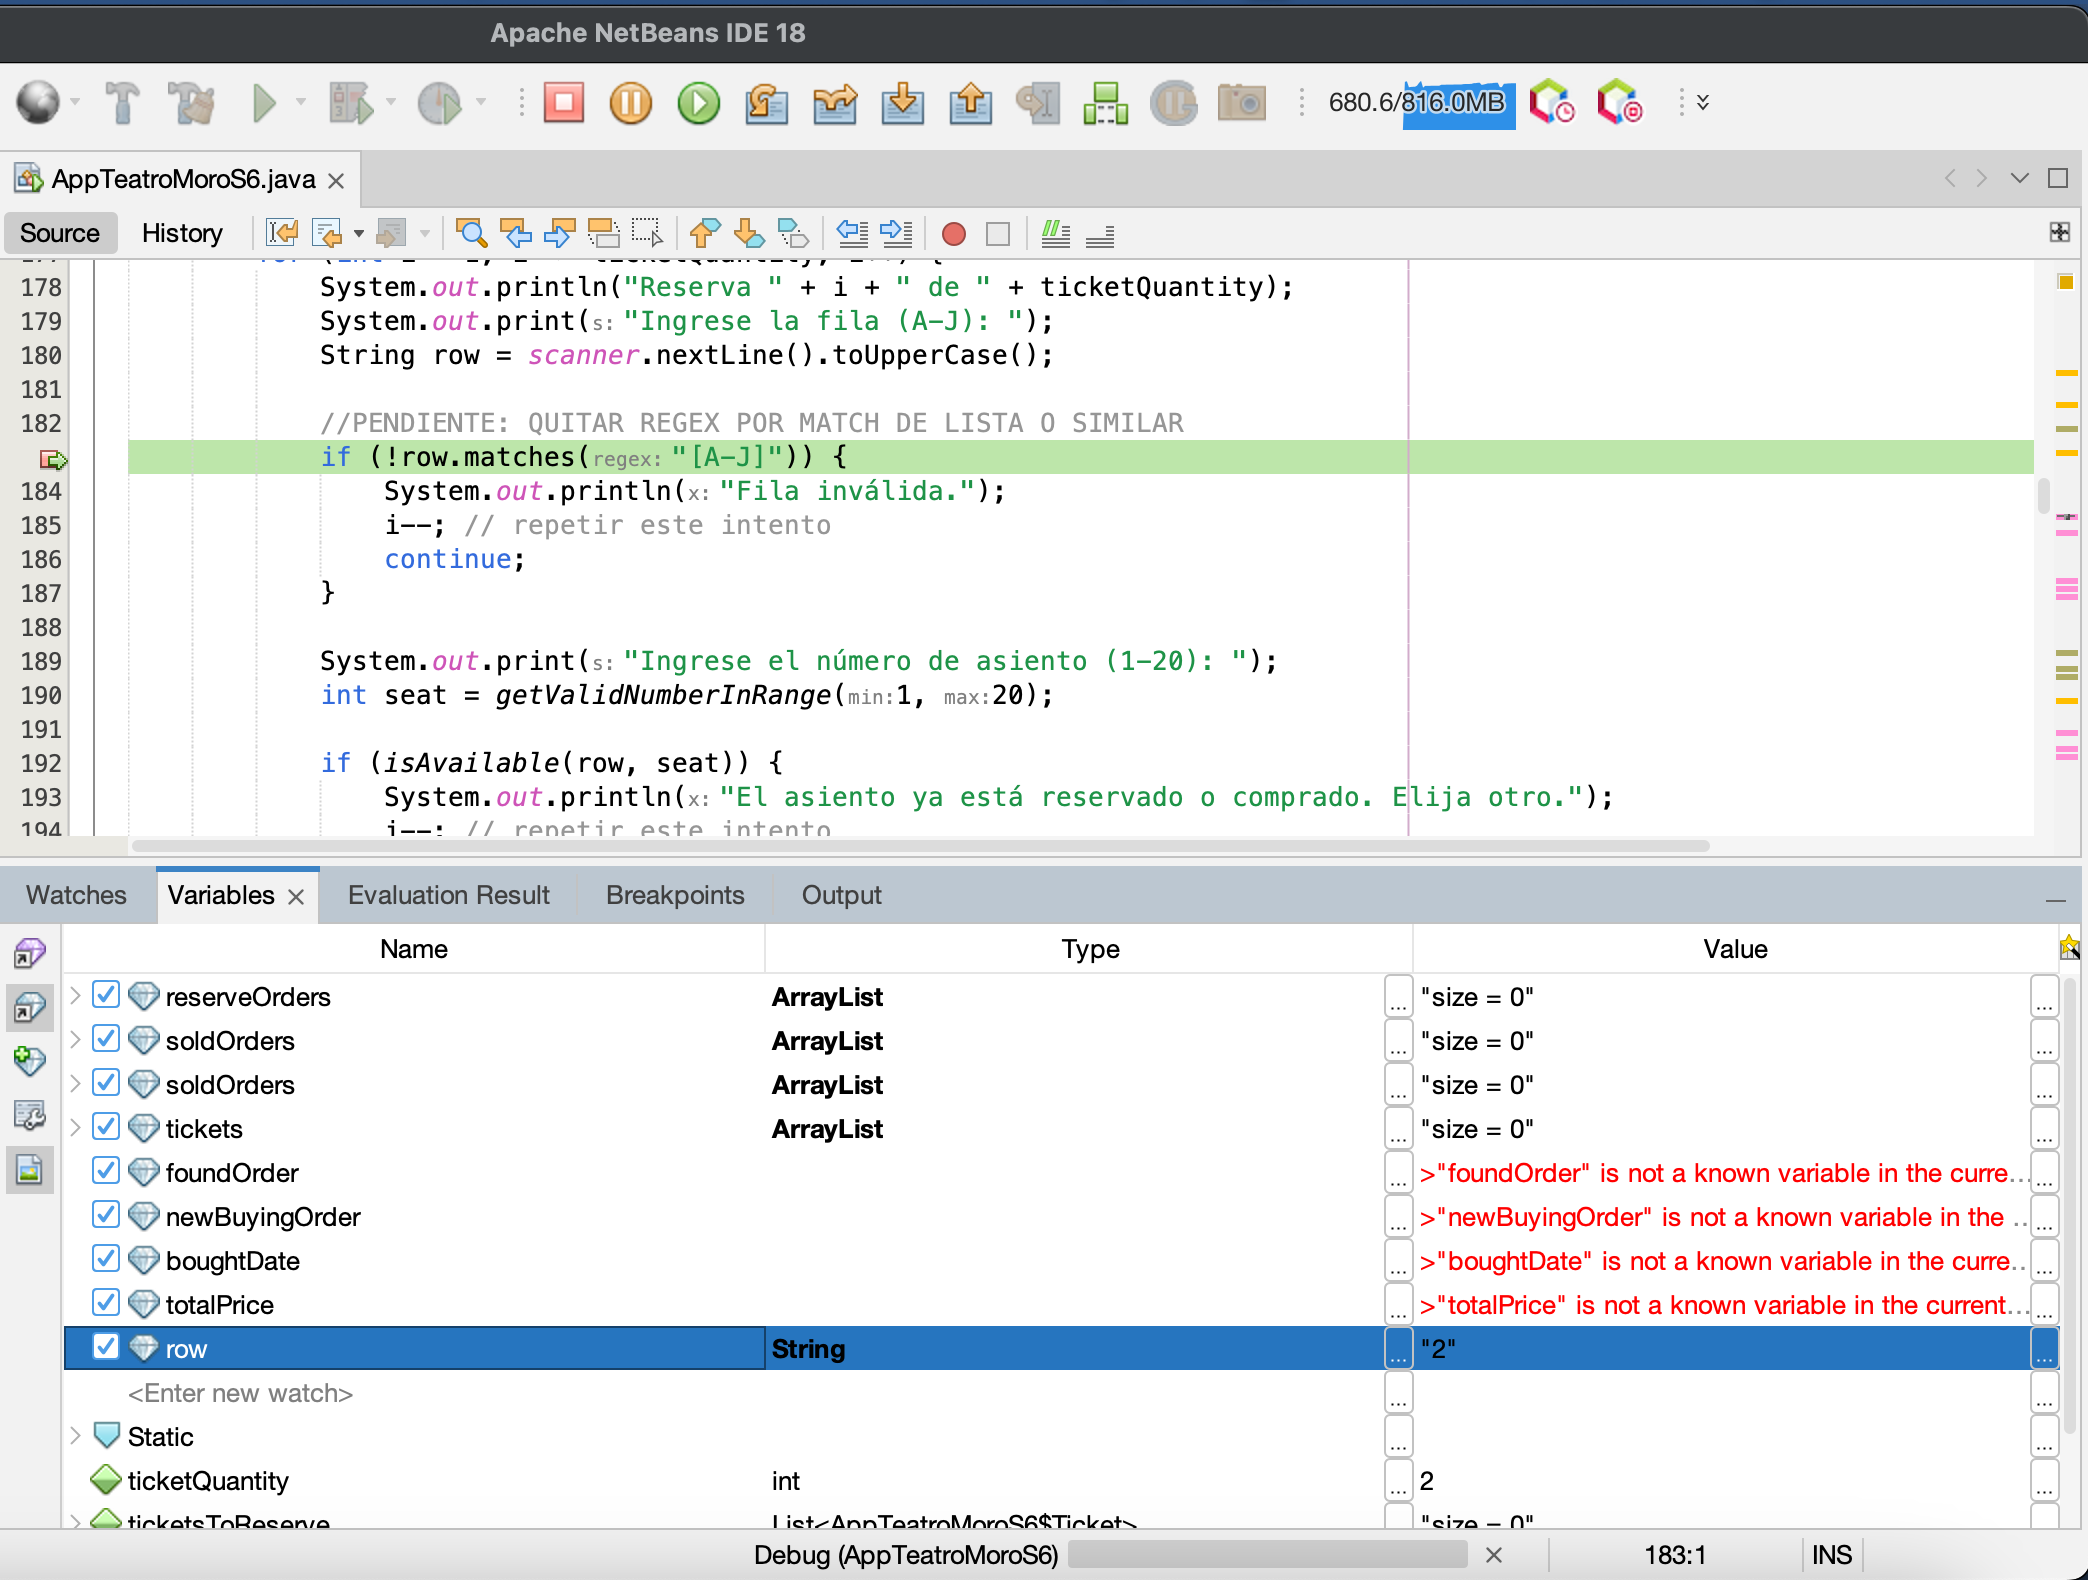 Apache NetBeans IDE 18
680.6/816.0MB
AppTeatroMoroS6.java
Source History
178 System.out.println("Reserva " + i + " de " + ticketQuantity);
179 System.out.print(s:"Ingrese la fila (A-J): ");
180 String row = scanner.nextLine().toUpperCase();
181
182 //PENDIENTE: QUITAR REGEX POR MATCH DE LISTA O SIMILAR
if (!row.matches(regex:"[A-J]")) {
184 System.out.println(x:"Fila inválida.");
185 i--; // repetir este intento
186 continue;
187 }
188
189 System.out.print(s:"Ingrese el número de asiento (1-20): ");
190 int seat = getValidNumberInRange(min:1, max:20);
191
192 if (isAvailable(row, seat)) {
193 System.out.println(x:"El asiento ya está reservado o comprado. Elija otro.");
194 i--; // repetir este intento
Watches Variables Evaluation Result Breakpoints Output
Name Type Value
reserveOrders ArrayList ... "size = 0" ...
soldOrders ArrayList ... "size = 0" ...
soldOrders ArrayList ... "size = 0" ...
tickets ArrayList ... "size = 0" ...
foundOrder ... >"foundOrder" is not a known variable in the curre... ...
newBuyingOrder ... >"newBuyingOrder" is not a known variable in the ... ...
boughtDate ... >"boughtDate" is not a known variable in the curre... ...
totalPrice ... >"totalPrice" is not a known variable in the current... ...
row String ... "2" ...
<Enter new watch> ...
Static ...
ticketQuantity int ... 2 ...
ticketsToReserve List<AppTeatroMoroS6$Ticket> "size = 0"
Debug (AppTeatroMoroS6) 183:1 INS